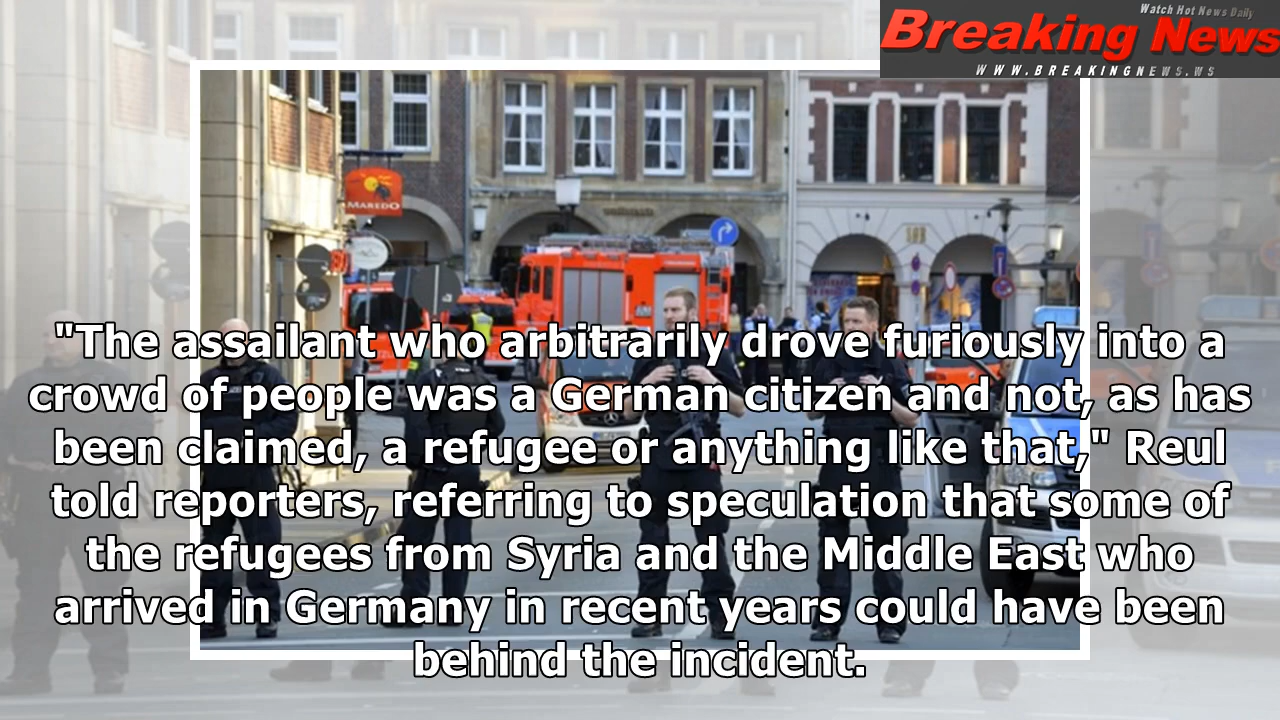 Watch Hot News Daily
Breaking News
WWW.BREAKINGNEWS.WS
MAREDO
"The assailant who arbitrarily drove furiously into a
crowd of people was a German citizen and not, as has
been claimed, a refugee or anything like that," Reul
told reporters, referring to speculation that some of
the refugees from Syria and the Middle East who
arrived in Germany in recent years could have been
behind the incident.